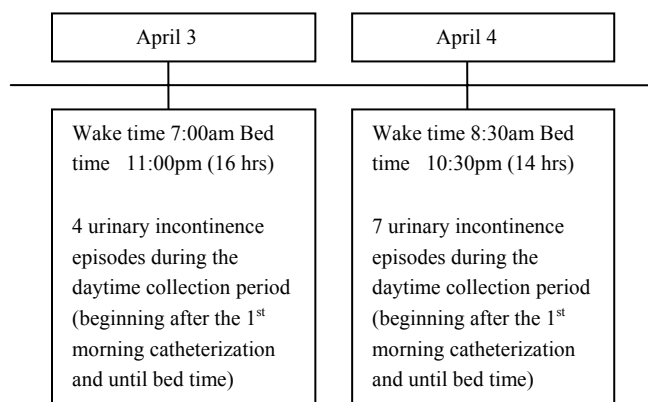 April 3
April 4
Wake time 7:00am Bed
time   11:00pm (16 hrs)
4 urinary incontinence
episodes during the
daytime collection period
(beginning after the 1st
morning catheterization
and until bed time)
Wake time 8:30am Bed
time   10:30pm (14 hrs)
7 urinary incontinence
episodes during the
daytime collection period
(beginning after the 1st
morning catheterization
and until bed time)